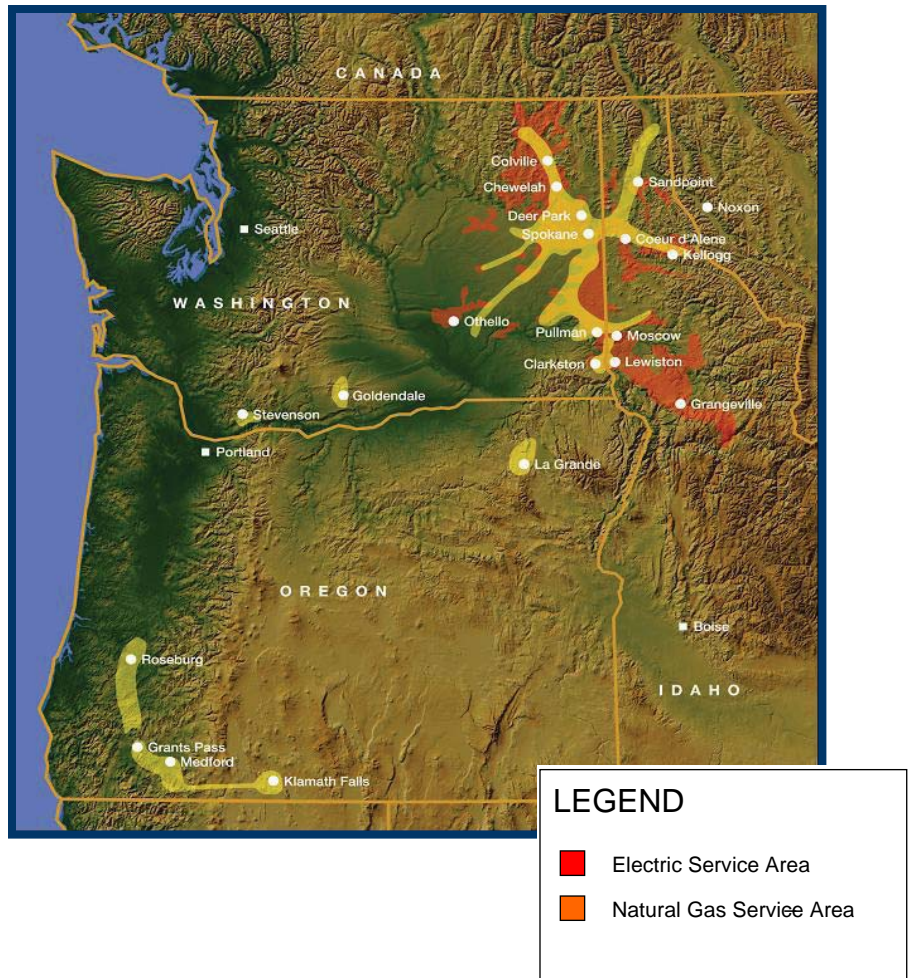 CANADA
Colville
Chewelah
Sandpoint
Noxon
Deer Park
Spokane
Seattle
Coeur d'Alene
Kellogg
WASHINGTON
Othello
Pullman
Moscow
Clarkston
Lewiston
Goldendale
Grangeville
Stevenson
Portland
La Grande
OREGON
Boise
Roseburg
IDAHO
Grants Pass
Medford
Klamath Falls
LEGEND
Electric Service Area
Natural Gas Service Area